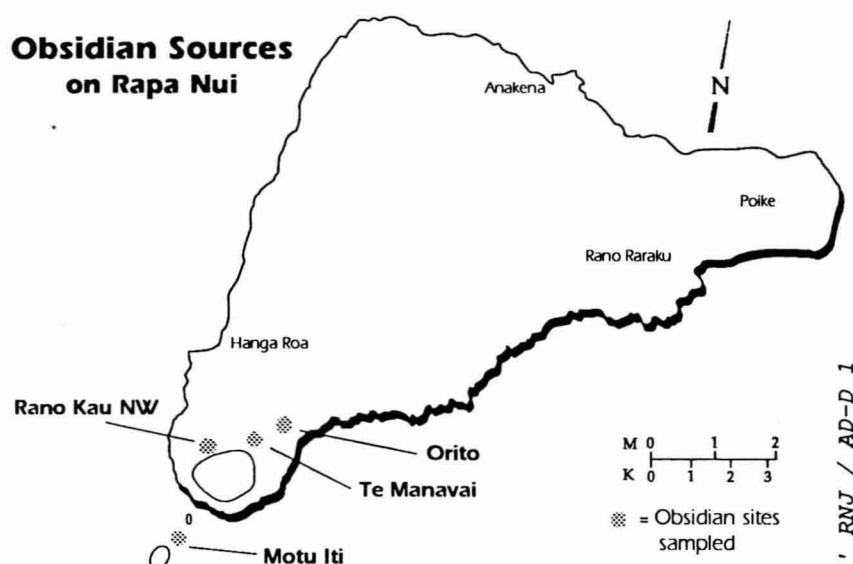 Obsidian Sources
on Rapa Nui
Anakena
N
Poike
Rano Raraku
Hanga Roa
Rano Kau NW
Orito
Te Manavai
Motu Iti
M 0 1 2
K 0 1 2 3
= Obsidian sites
sampled
0
RNJ / AD-D 1